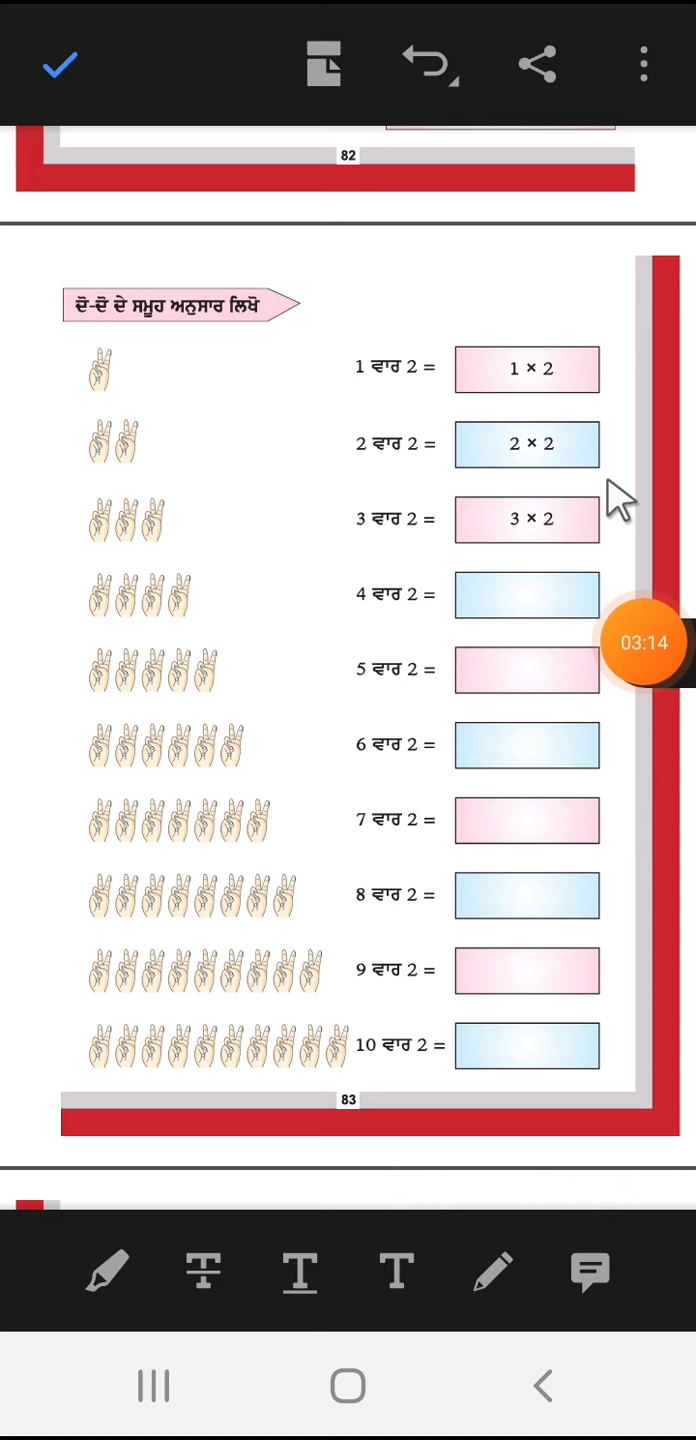 82
ਦੋ-ਦੋ ਦੇ ਸਮੂਹ ਅਨੁਸਾਰ ਲਿਖੋ
1 ਵਾਰ 2 = 1 × 2
2 ਵਾਰ 2 = 2 × 2
3 ਵਾਰ 2 = 3 × 2
4 ਵਾਰ 2 =
03:14
5 ਵਾਰ 2 =
6 ਵਾਰ 2 =
7 ਵਾਰ 2 =
8 ਵਾਰ 2 =
9 ਵਾਰ 2 =
10 ਵਾਰ 2 =
83